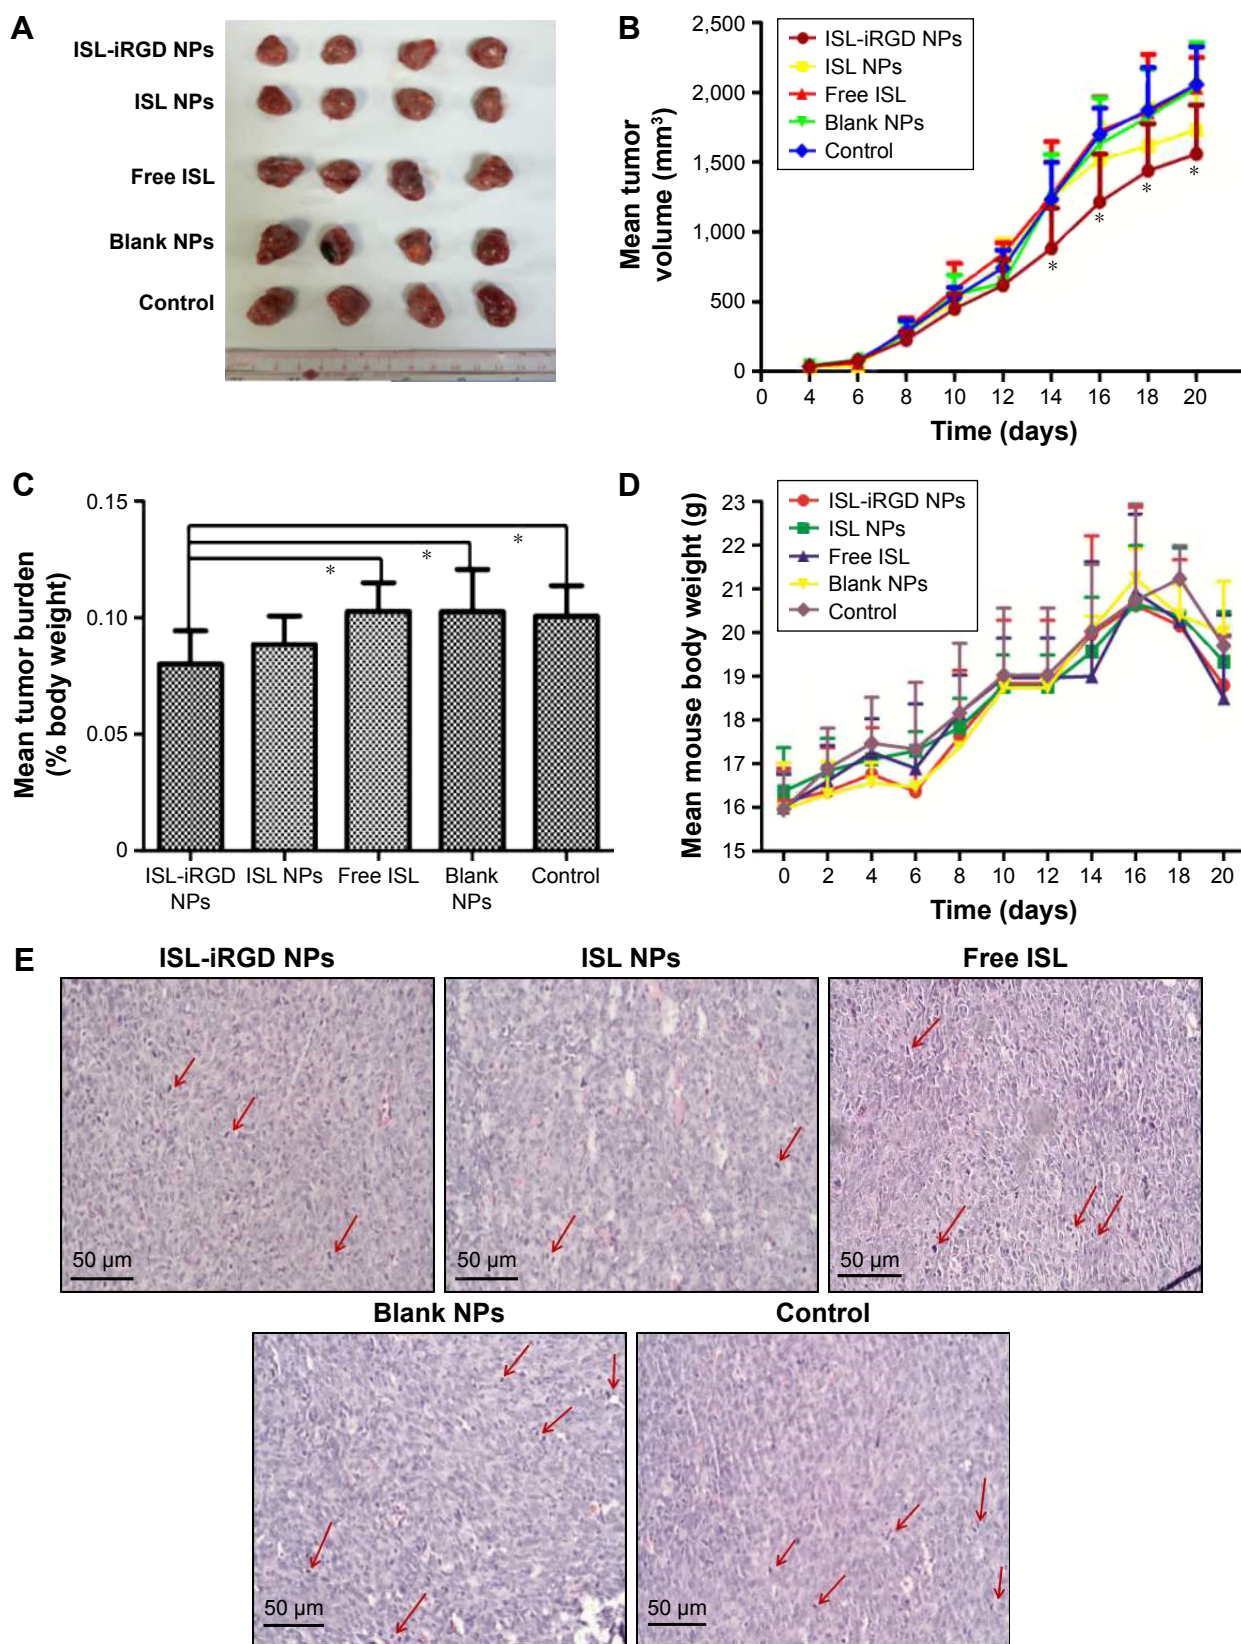 A
ISL-iRGD NPs
ISL NPs
Free ISL
Blank NPs
Control
B
Mean tumor
volume (mm³)
2,500
2,000
1,500
1,000
500
0
ISL-iRGD NPs
ISL NPs
Free ISL
Blank NPs
Control
*
*
*
*
0 4 6 8 10 12 14 16 18 20
Time (days)
C
Mean tumor burden
(% body weight)
0.15
0.10
0.05
0
*
*
*
ISL-iRGD
NPs
ISL NPs
Free ISL
Blank
NPs
Control
D
Mean mouse body weight (g)
23
22
21
20
19
18
17
16
15
ISL-iRGD NPs
ISL NPs
Free ISL
Blank NPs
Control
0 2 4 6 8 10 12 14 16 18 20
Time (days)
E
ISL-iRGD NPs
ISL NPs
Free ISL
50 µm
50 µm
50 µm
Blank NPs
Control
50 µm
50 µm